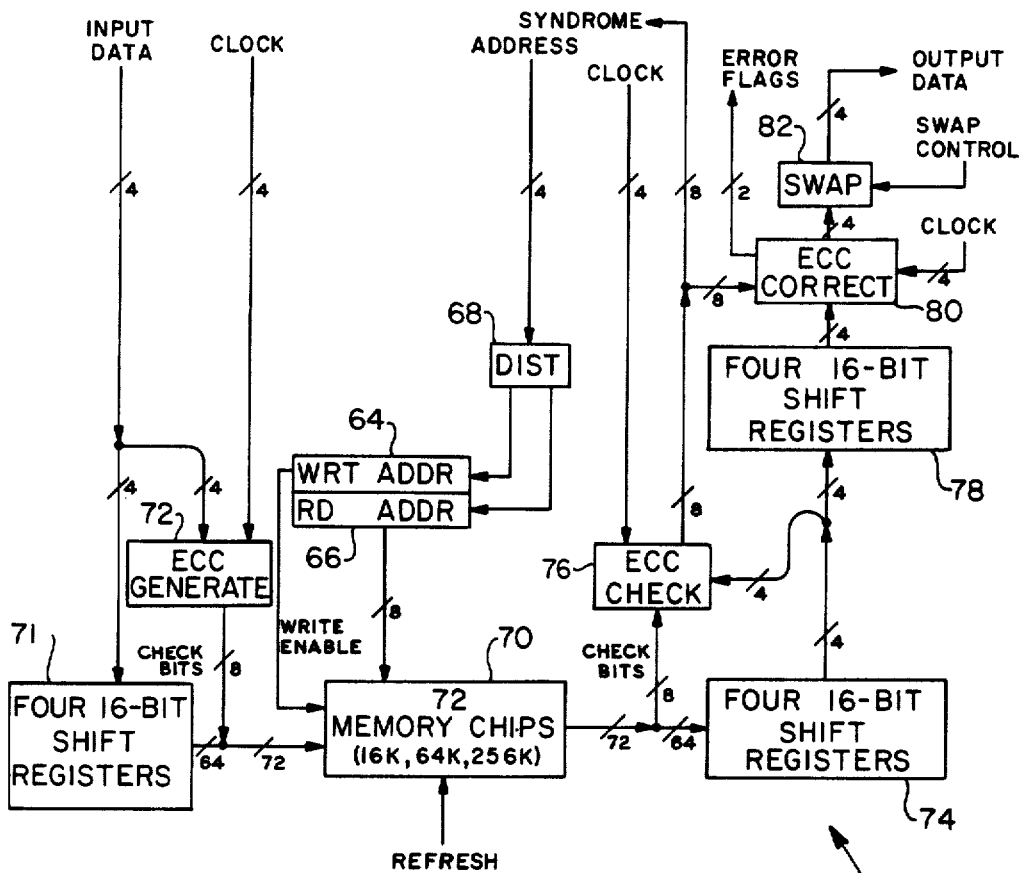 INPUT
DATA
CLOCK
SYNDROME
ADDRESS
CLOCK
ERROR
FLAGS
OUTPUT
DATA
SWAP
CONTROL
82
4
SWAP
4
4
4
4
8
2
4
CLOCK
ECC
CORRECT
4
8
80
4
68
DIST
FOUR 16-BIT
SHIFT
REGISTERS
78
64
WRT ADDR
RD ADDR
66
4
4
8
4
72
ECC
GENERATE
76
ECC
CHECK
4
8
WRITE
ENABLE
4
71
CHECK
BITS
8
70
CHECK
BITS
8
FOUR 16-BIT
SHIFT
REGISTERS
64
72
72
MEMORY CHIPS
(16K, 64K, 256K)
72
64
FOUR 16-BIT
SHIFT
REGISTERS
74
REFRESH